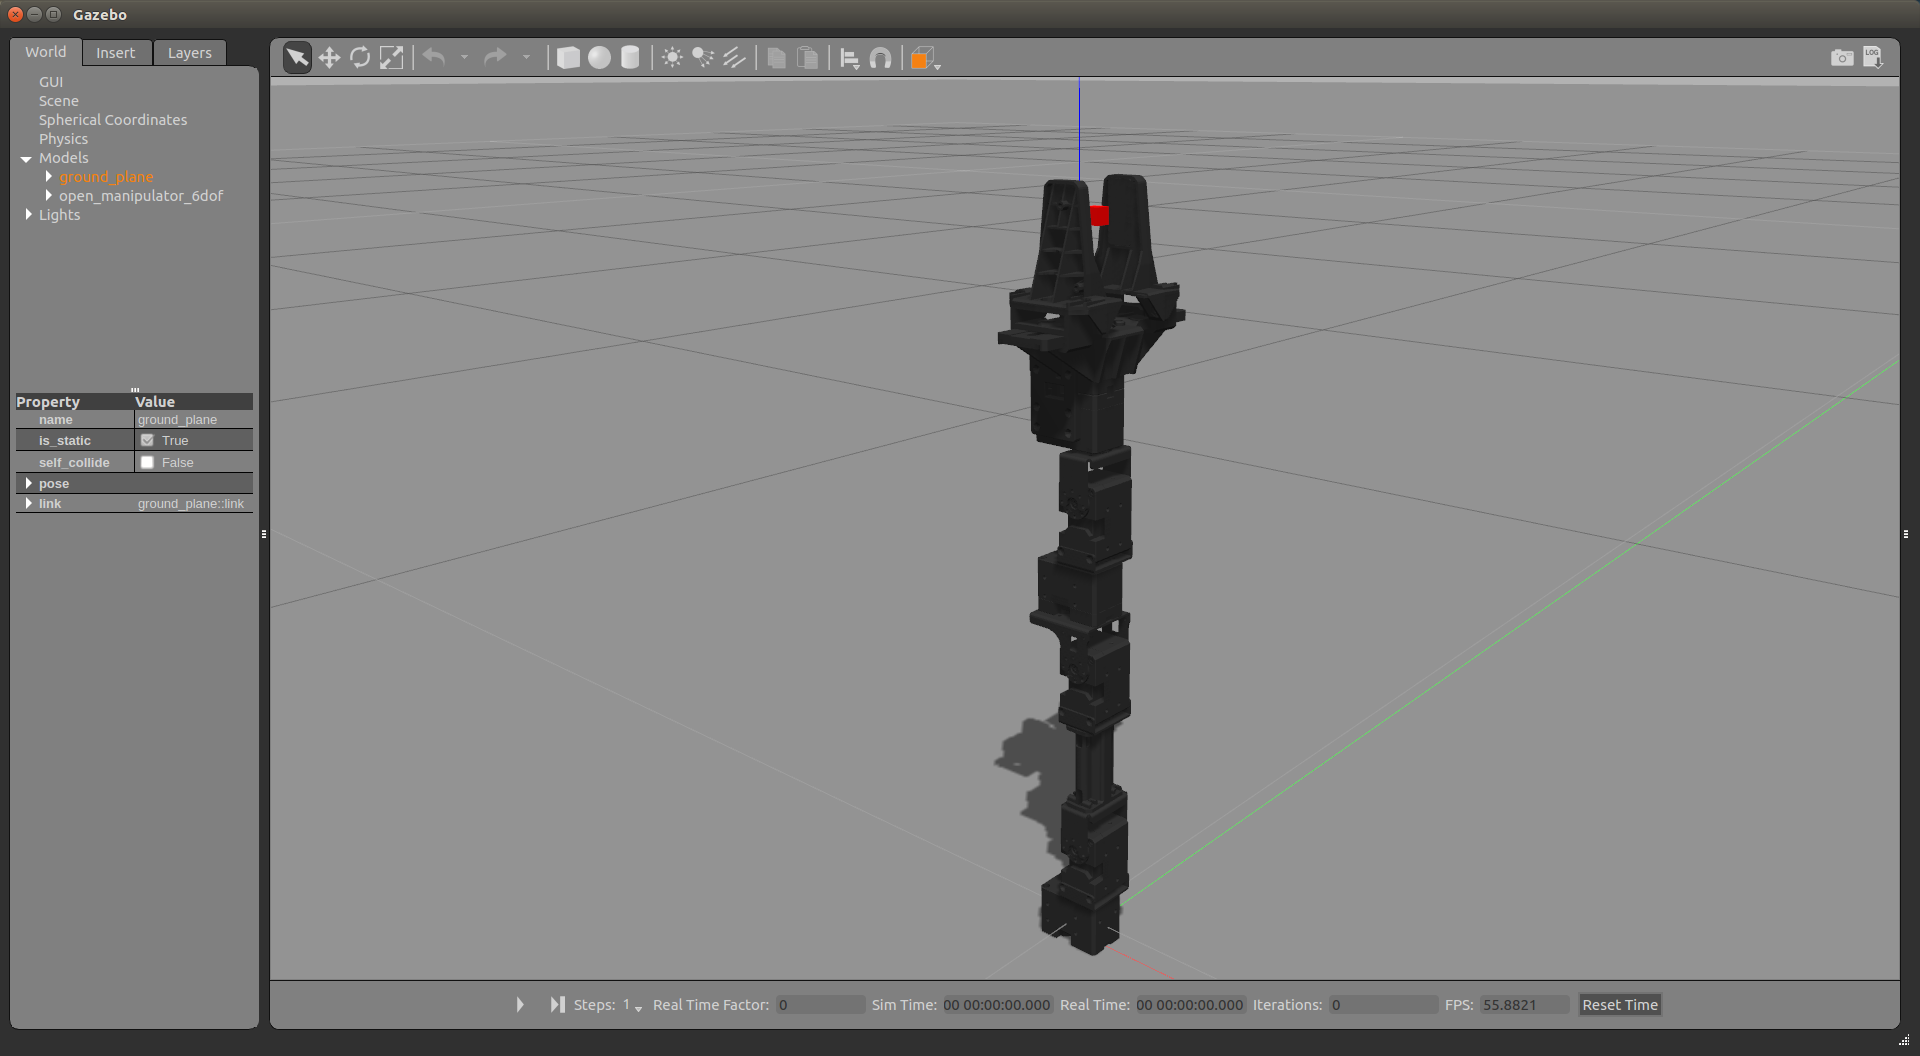 Gazebo
World Insert Layers
LOG
GUI
Scene
Spherical Coordinates
Physics
Models
ground_plane
open_manipulator_6dof
Lights
Property Value
name ground_plane
is_static True
self_collide False
pose
link ground_plane::link
Steps: 1 Real Time Factor: 0 Sim Time: 00 00:00:00.000 Real Time: 00 00:00:00.000 Iterations: 0 FPS: 55.8821 Reset Time